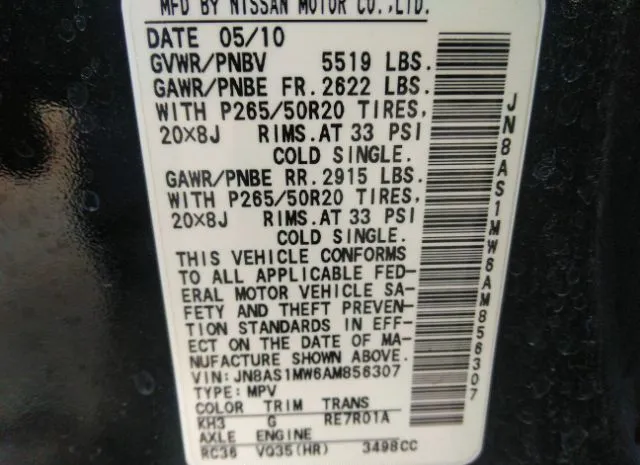 MFD BY NISSAN MOTOR CO.,LTD.
DATE 05/10
GVWR/PNBV 5519 LBS.
GAWR/PNBE FR.2622 LBS.
WITH P265/50R20 TIRES,
20×8J RIMS.AT 33 PSI
COLD SINGLE.
GAWR/PNBE RR.2915 LBS.
WITH P265/50R20 TIRES,
20×8J RIMS.AT 33 PSI
COLD SINGLE.
THIS VEHICLE CONFORMS
TO ALL APPLICABLE FED-
ERAL MOTOR VEHICLE SA-
FETY AND THEFT PREVEN-
TION STANDARDS IN EFF-
ECT ON THE DATE OF MA-
NUFACTURE SHOWN ABOVE.
VIN:JN8AS1MW6AM856307
TYPE:MPV
COLOR TRIM TRANS
KH3 G RE7R01A
AXLE ENGINE
RC36 VQ35(HR) 3498CC
JN8AS1MW6AM856307